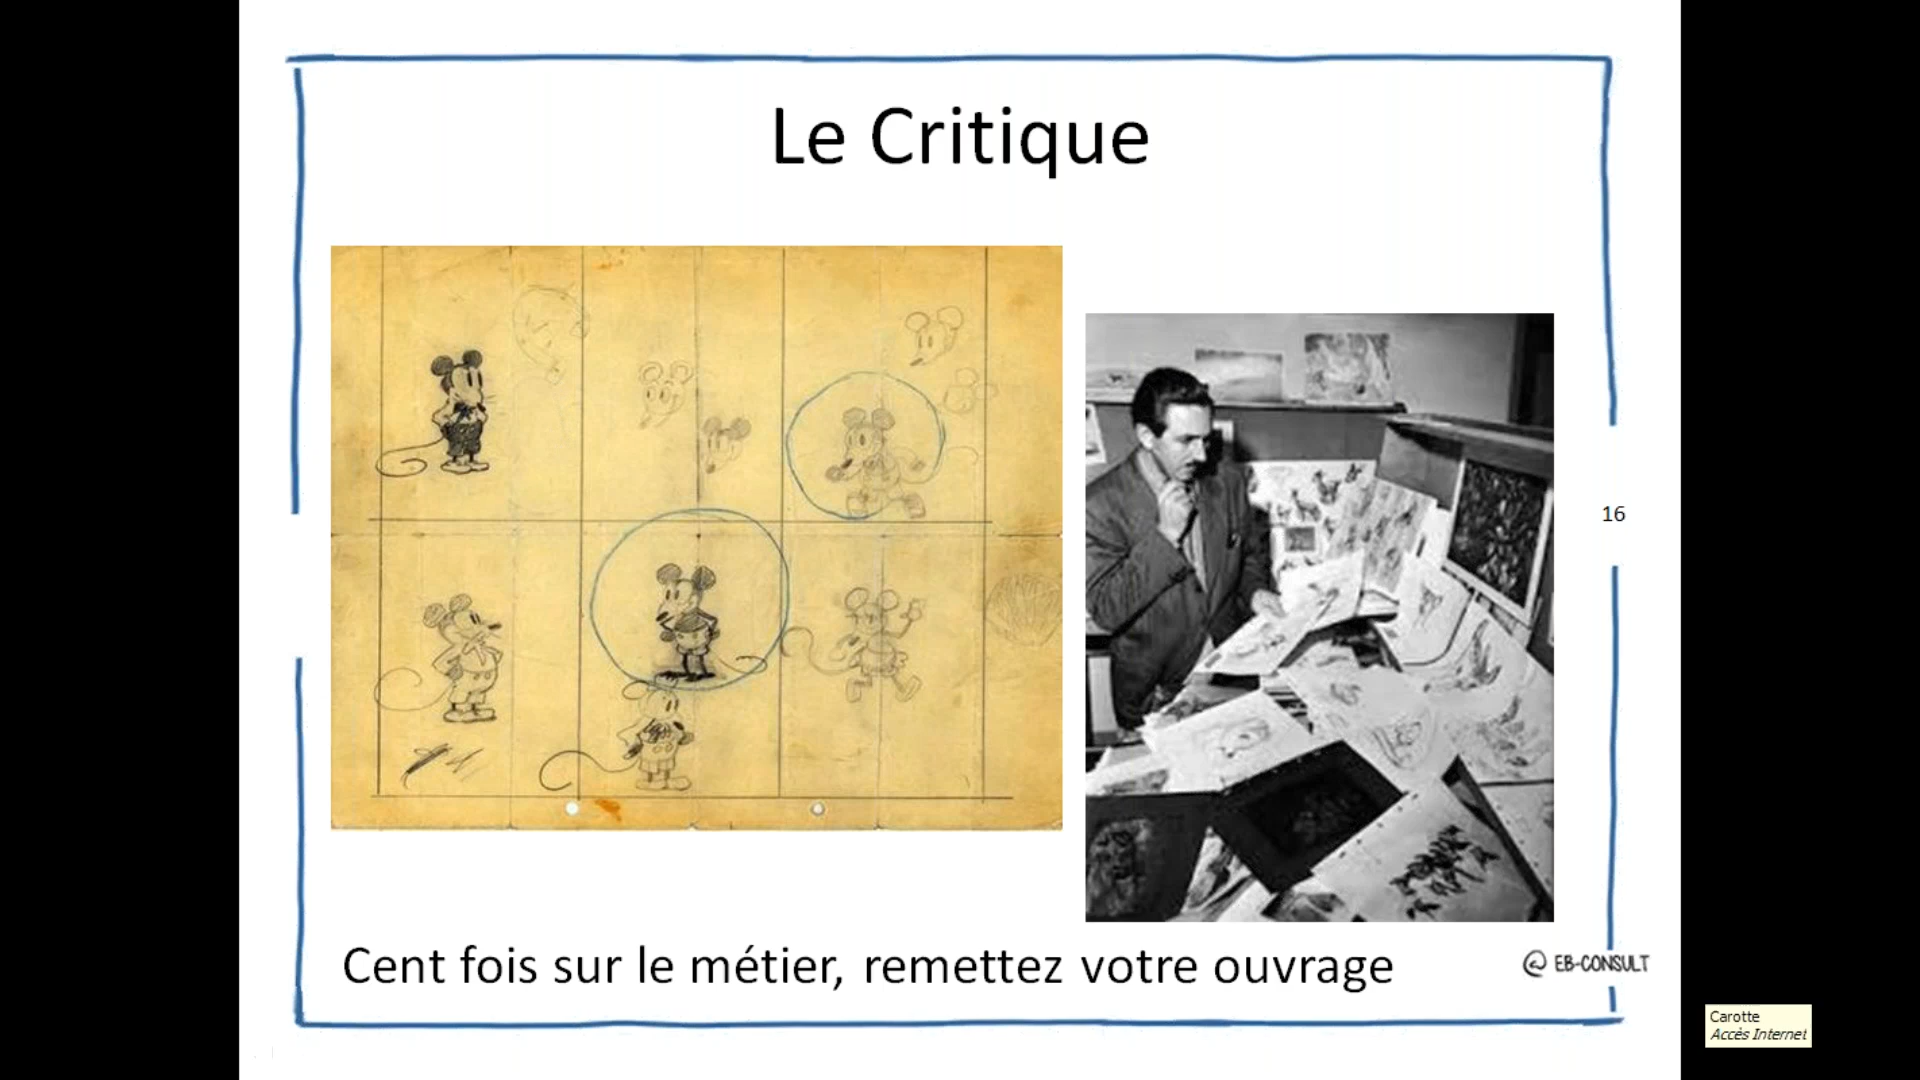 Le Critique
16
Cent fois sur le métier, remettez votre ouvrage
@ EB-CONSULT
Carotte
Accès Internet